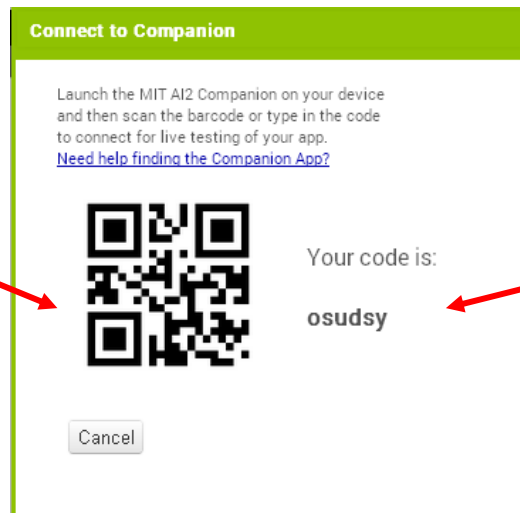 Connect to Companion
Launch the MIT AI2 Companion on your device
and then scan the barcode or type in the code
to connect for live testing of your app.
Need help finding the Companion App?
Your code is:
osudsy
Cancel